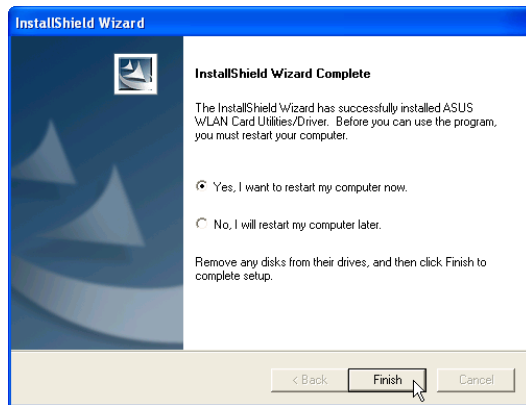 InstallShield Wizard
InstallShield Wizard Complete
The InstallShield Wizard has successfully installed ASUS
WLAN Card Utilities/Driver. Before you can use the program,
you must restart your computer.
Yes, I want to restart my computer now.
No, I will restart my computer later.
Remove any disks from their drives, and then click Finish to
complete setup.
< Back Finish Cancel